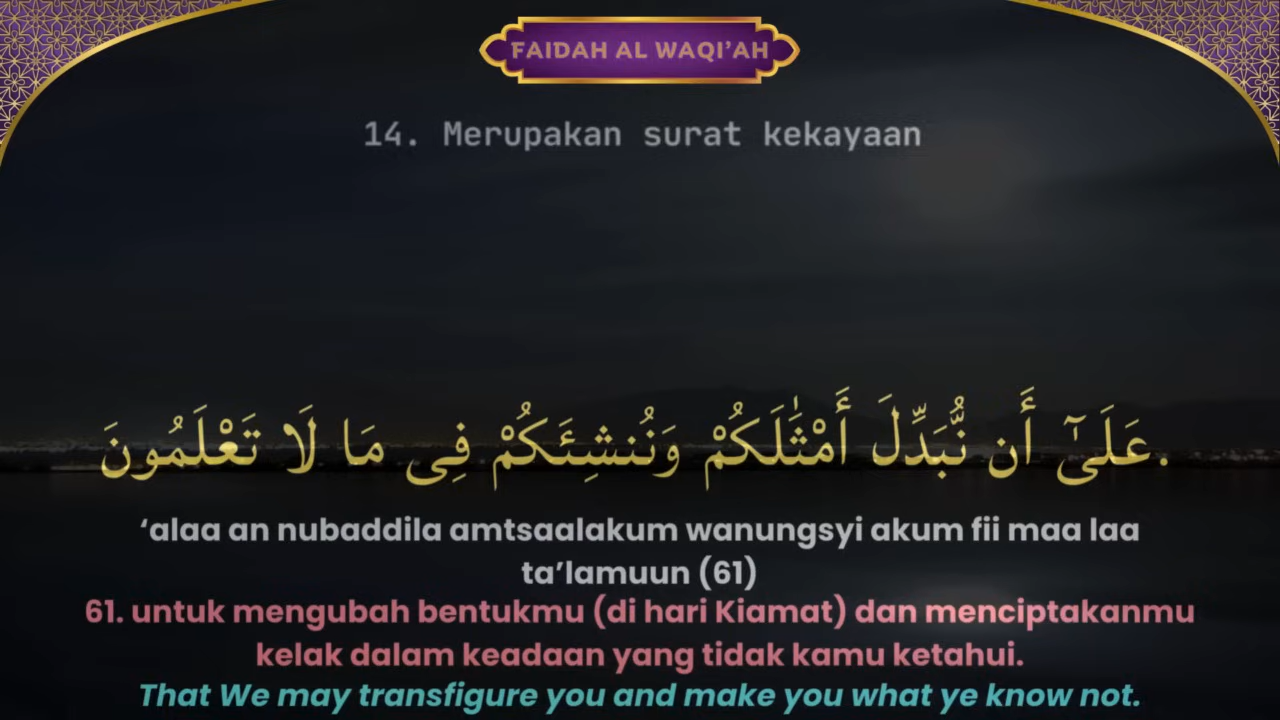 FAIDAH AL WAQI’AH
14. Merupakan surat kekayaan
عَلَىٰٓ أَن نُّبَدِّلَ أَمْثَٰلَكُمْ وَنُنشِئَكُمْ فِى مَا لَا تَعْلَمُونَ.
‘alaa an nubaddila amtsaalakum wanungsyi akum fii maa laa
ta’lamuun (61)
61. untuk mengubah bentukmu (di hari Kiamat) dan menciptakanmu
kelak dalam keadaan yang tidak kamu ketahui.
That We may transfigure you and make you what ye know not.